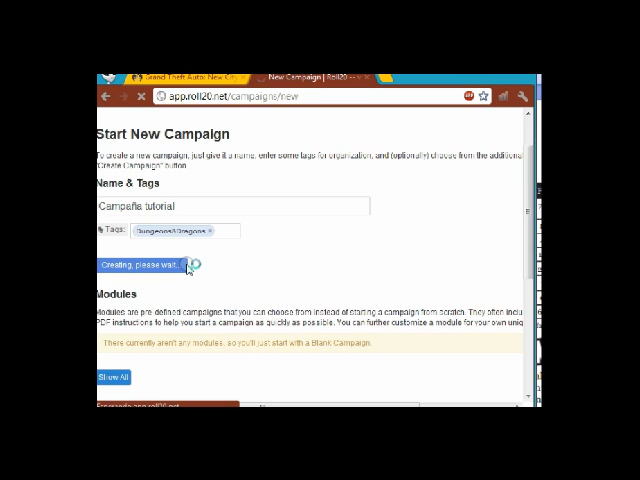 Grand Theft Auto: New City
New Campaign | Roll20
app.roll20.net/campaigns/new
Start New Campaign
To create a new campaign, just give it a name, enter some tags for organization, and (optionally) choose from the additional
"Create Campaign" button.
Name & Tags
Campaña tutorial
Tags: Dungeons&Dragons ×
Creating, please wait...
Modules
Modules are pre-defined campaigns that you can choose from instead of starting a campaign from scratch. They often inclu
PDF instructions to help you start a campaign as quickly as possible. You can further customize a module for your own uniq
There currently aren't any modules, so you'll just start with a Blank Campaign.
Show All
Esperando app.roll20.net